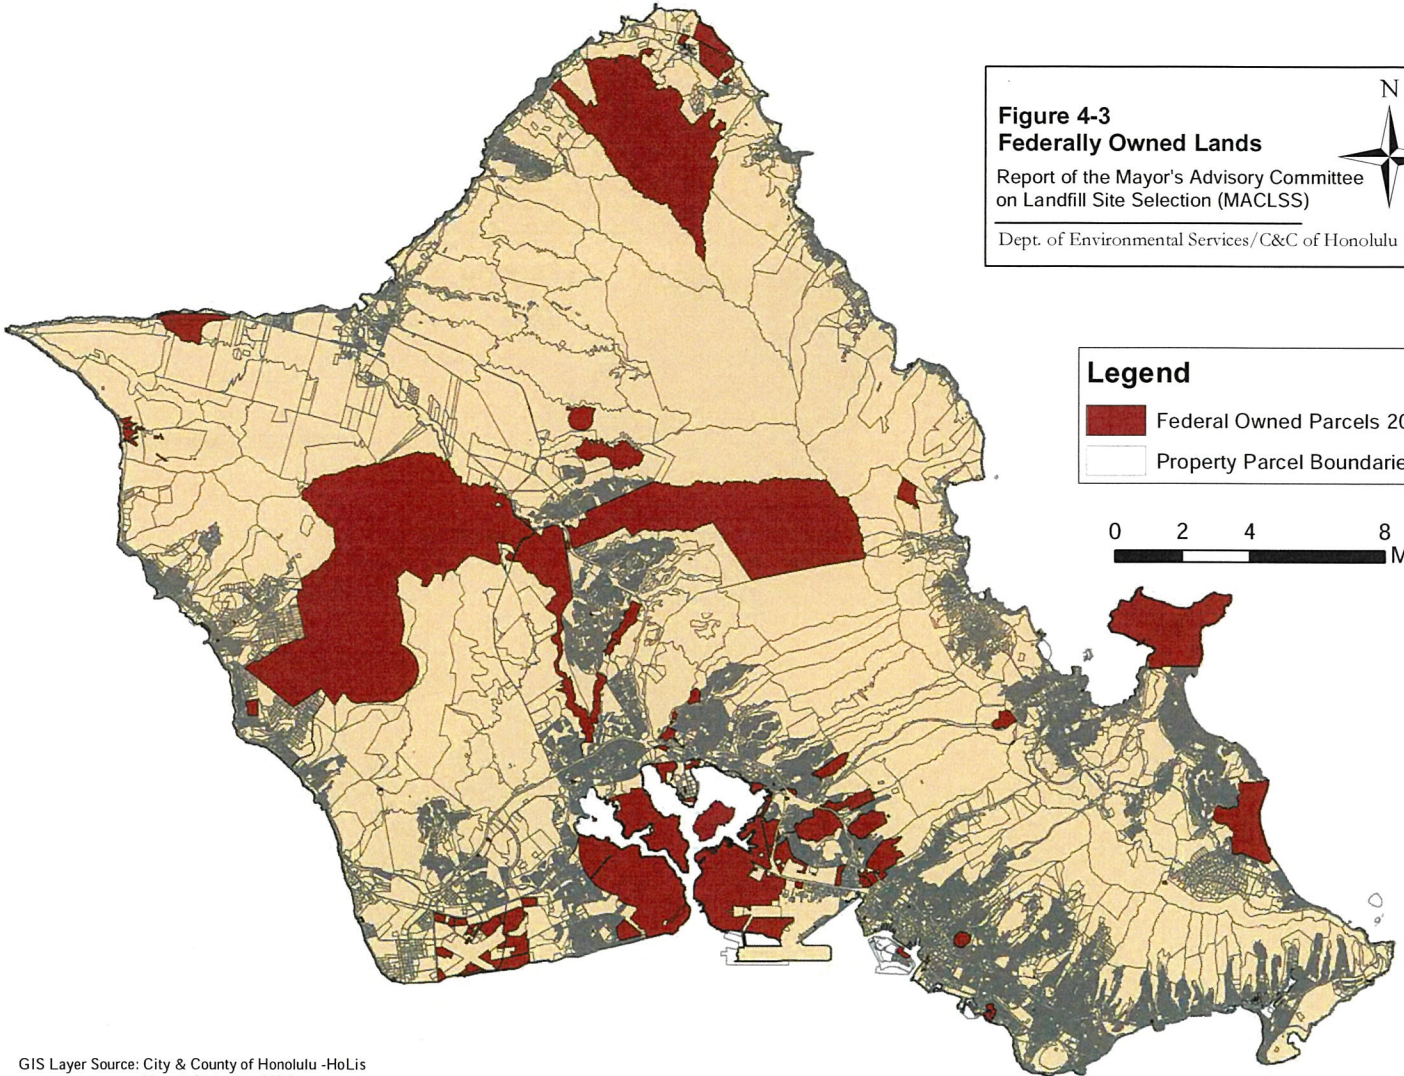 N
Figure 4-3
Federally Owned Lands
Report of the Mayor's Advisory Committee
on Landfill Site Selection (MACLSS)
Dept. of Environmental Services/C&C of Honolulu
Legend
Federal Owned Parcels 20
Property Parcel Boundarie
0 2 4 8
M
GIS Layer Source: City & County of Honolulu -HoLis